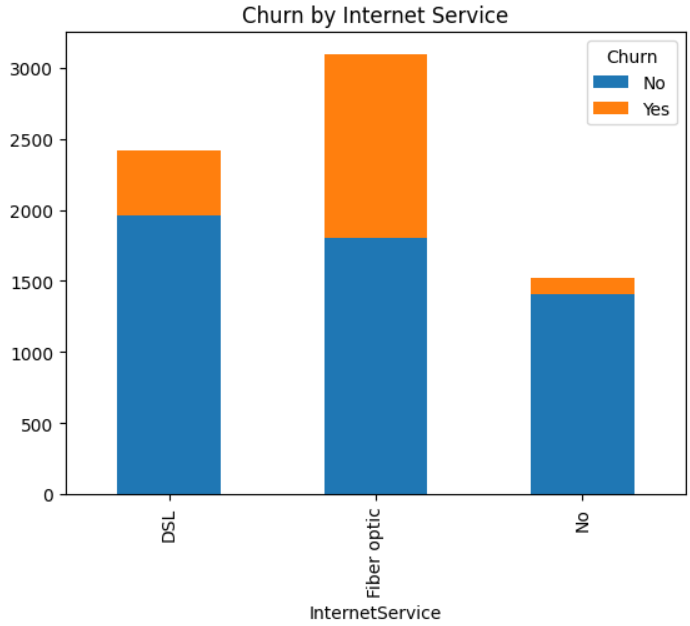 Churn by Internet Service
Churn
No
Yes
3000
2500
2000
1500
1000
500
0
DSL
Fiber optic
No
InternetService